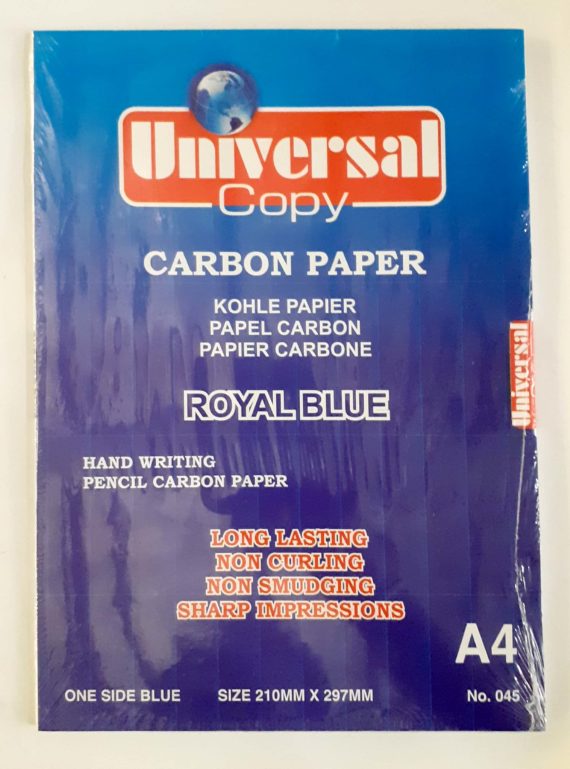 Universal
Copy
CARBON PAPER
KOHLE PAPIER
PAPEL CARBON
PAPIER CARBONE
Universal
ROYAL BLUE
HAND WRITING
PENCIL CARBON PAPER
LONG LASTING
NON CURLING
NON SMUDGING
SHARP IMPRESSIONS
A4
ONE SIDE BLUE SIZE 210MM X 297MM No. 045